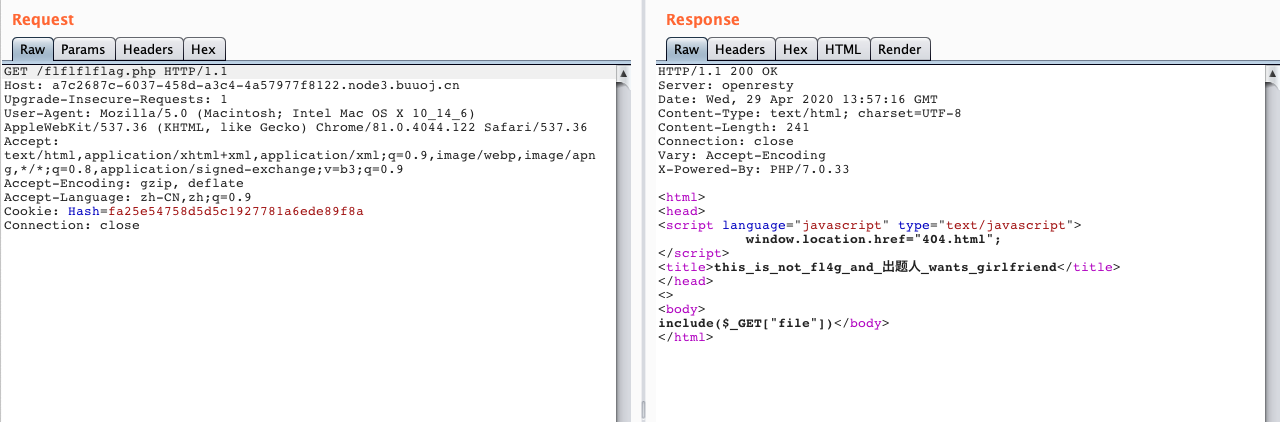 Request
Raw Params Headers Hex
GET /flflflflag.php HTTP/1.1
Host: a7c2687c-6037-458d-a3c4-4a57977f8122.node3.buuoj.cn
Upgrade-Insecure-Requests: 1
User-Agent: Mozilla/5.0 (Macintosh; Intel Mac OS X 10_14_6)
AppleWebKit/537.36 (KHTML, like Gecko) Chrome/81.0.4044.122 Safari/537.36
Accept:
text/html,application/xhtml+xml,application/xml;q=0.9,image/webp,image/apn
g,*/*;q=0.8,application/signed-exchange;v=b3;q=0.9
Accept-Encoding: gzip, deflate
Accept-Language: zh-CN,zh;q=0.9
Cookie: Hash=fa25e54758d5d5c1927781a6ede89f8a
Connection: close
Response
Raw Headers Hex HTML Render
HTTP/1.1 200 OK
Server: openresty
Date: Wed, 29 Apr 2020 13:57:16 GMT
Content-Type: text/html; charset=UTF-8
Content-Length: 241
Connection: close
Vary: Accept-Encoding
X-Powered-By: PHP/7.0.33
<html>
<head>
<script language="javascript" type="text/javascript">
window.location.href="404.html";
</script>
<title>this_is_not_fl4g_and_出题人_wants_girlfriend</title>
</head>
<>
<body>
include($_GET["file"])</body>
</html>